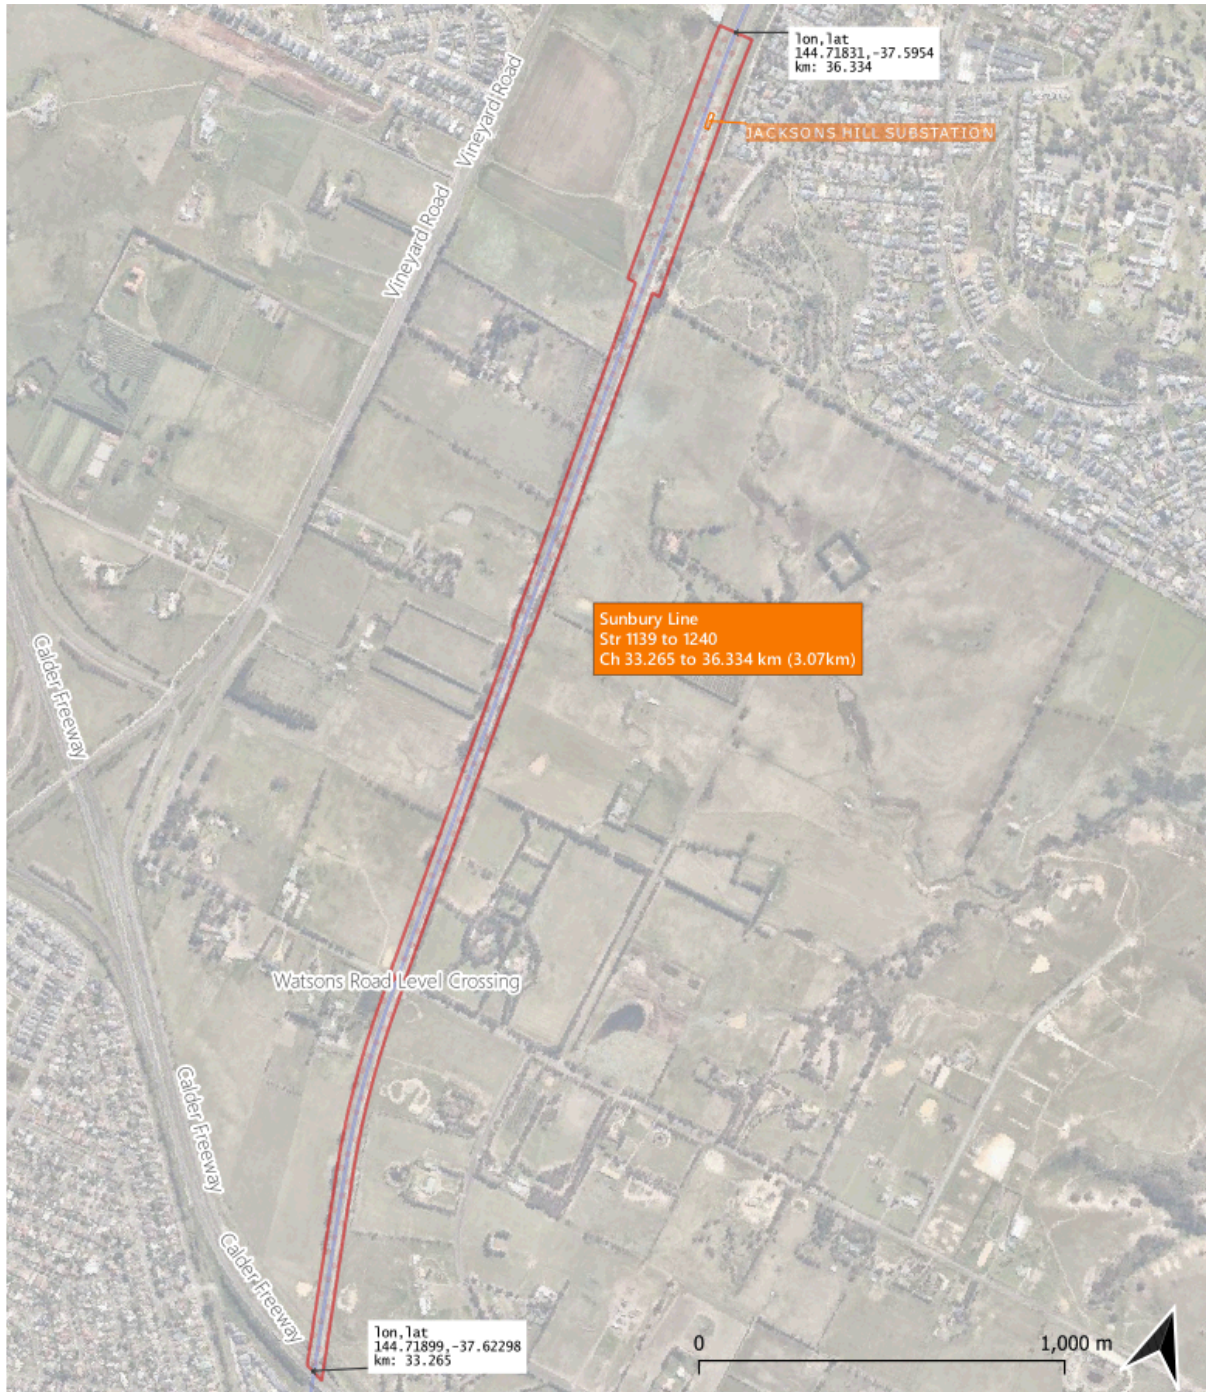 lon,lat
144.71831,-37.5954
km: 36.334
JACKSONS HILL SUBSTATION
Vineyard Road
Vineyard Road
Sunbury Line
Str 1139 to 1240
Ch 33.265 to 36.334 km (3.07km)
Calder Freeway
Watsons Road Level Crossing
Calder Freeway
Calder Freeway
lon,lat
144.71899,-37.62298
km: 33.265
0 1,000 m